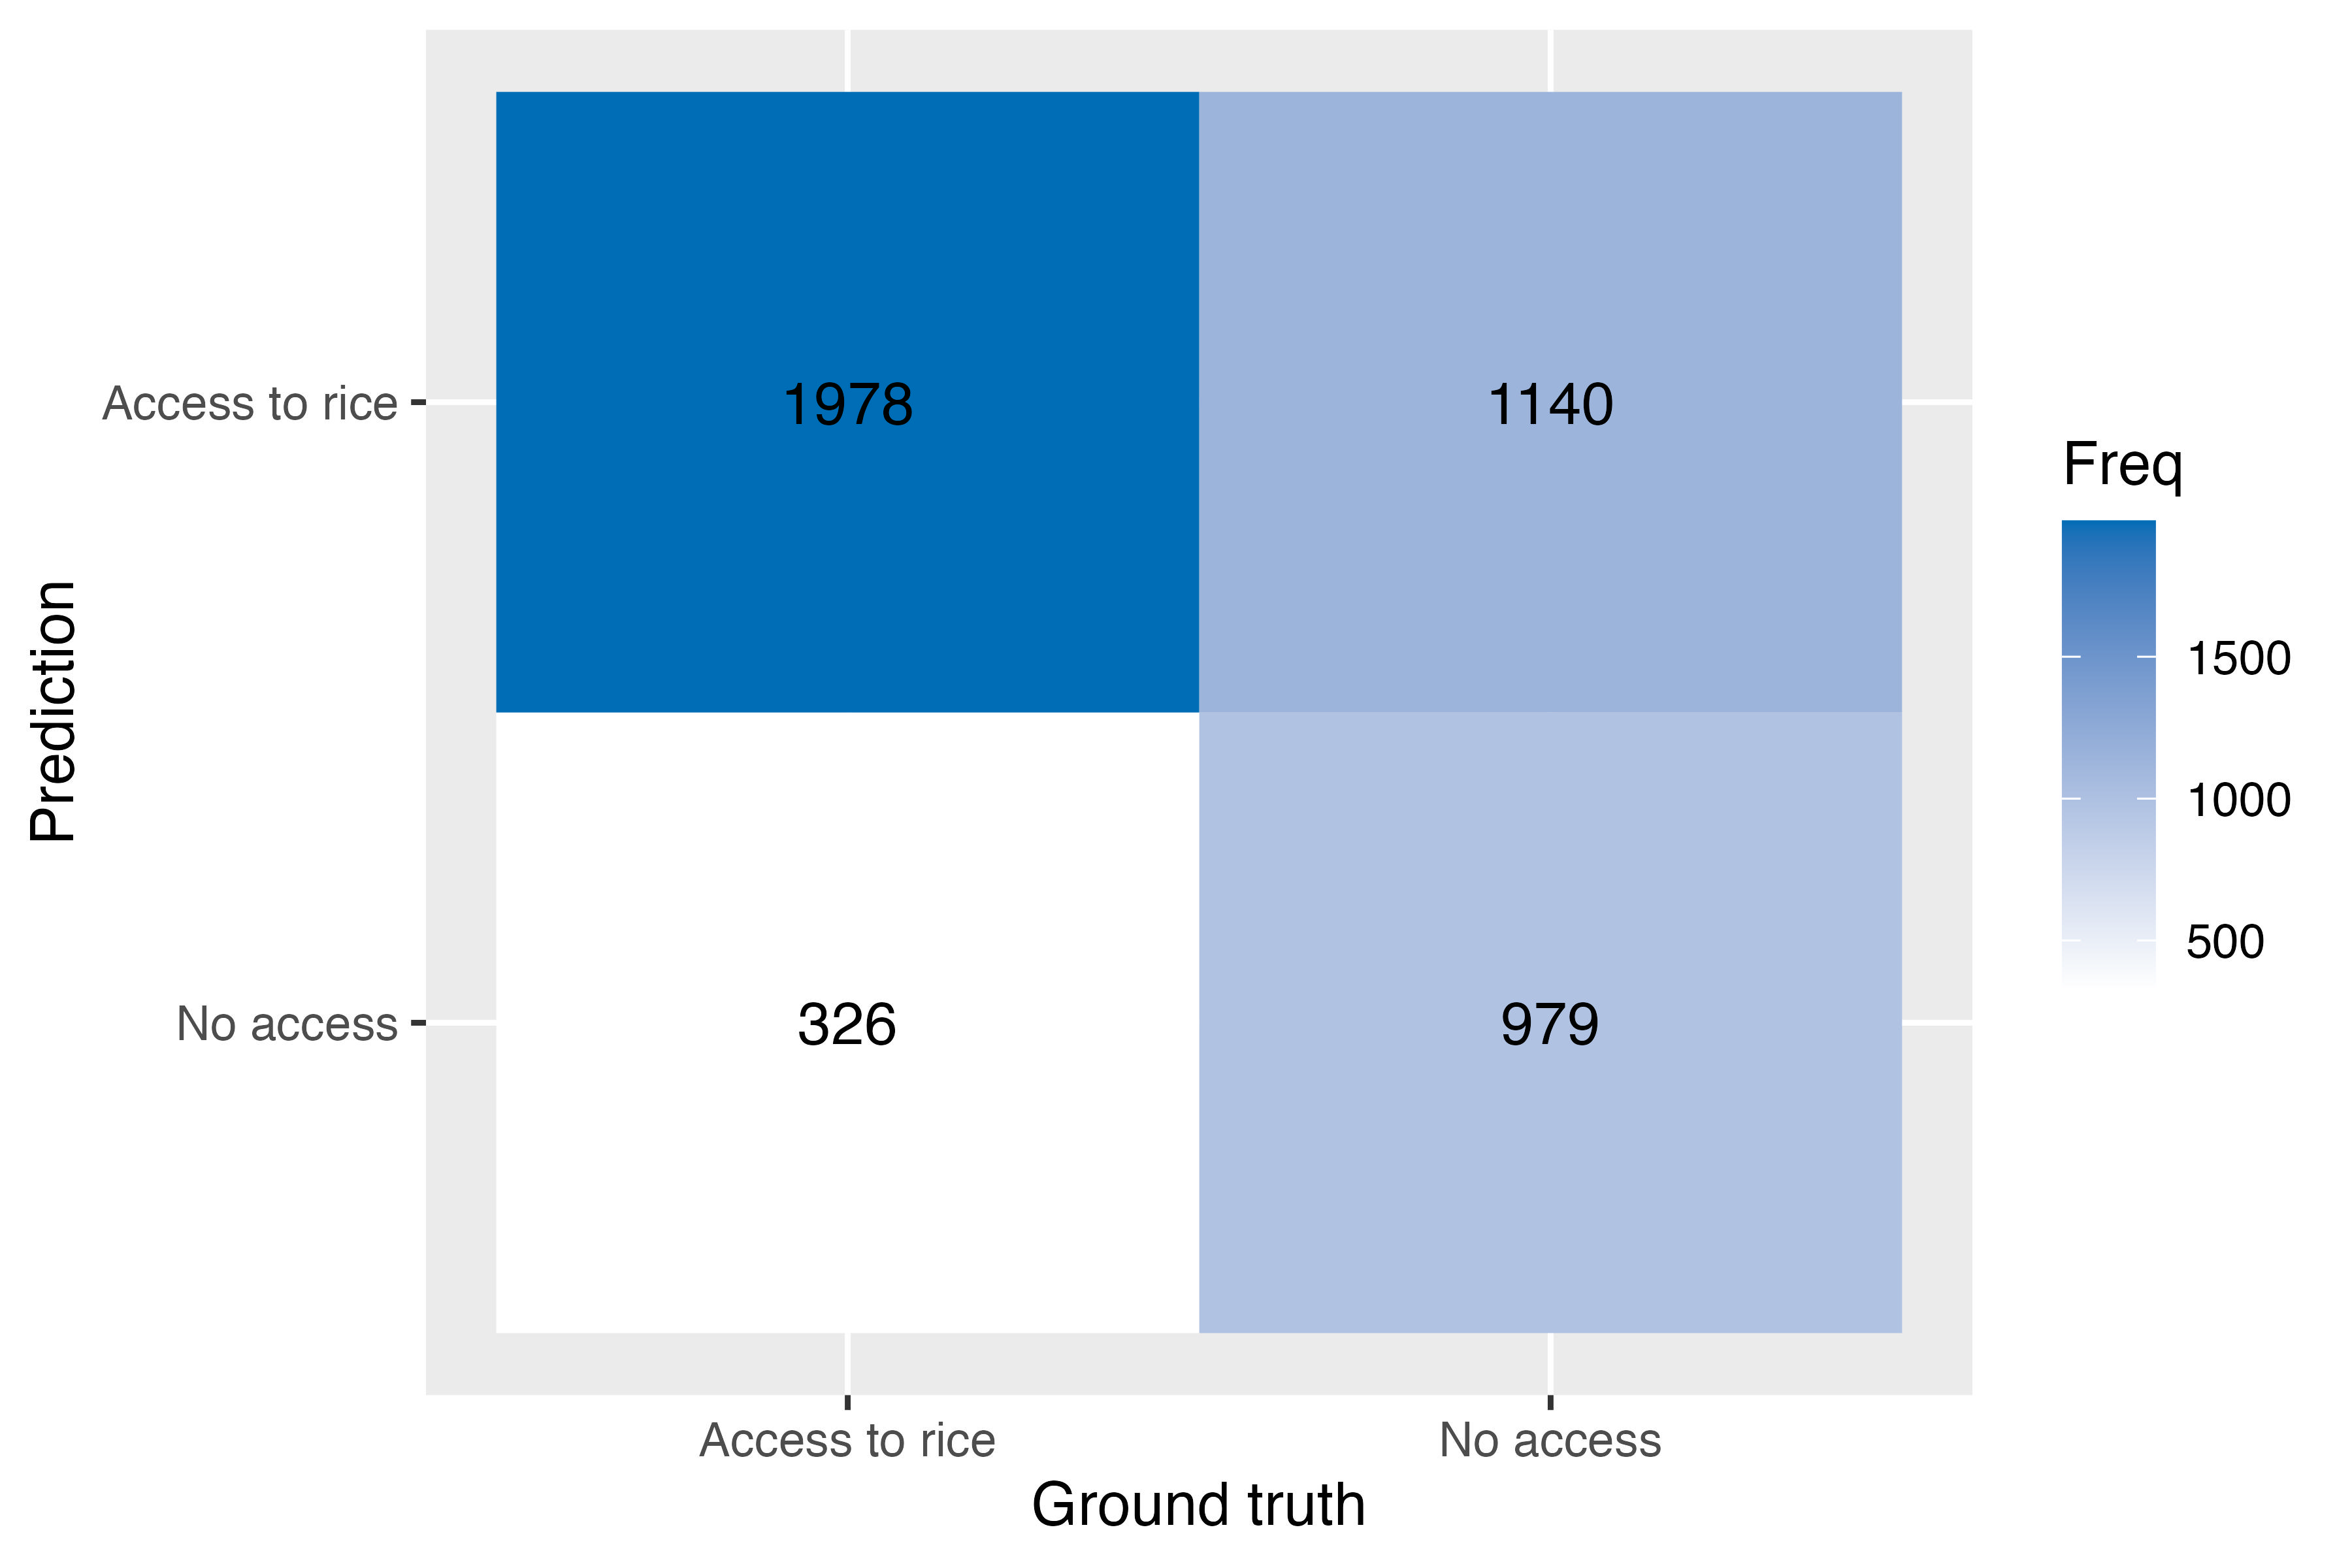 Prediction
Access to rice
No access
1978
1140
326
979
Access to rice
No access
Ground truth
Freq
1500
1000
500